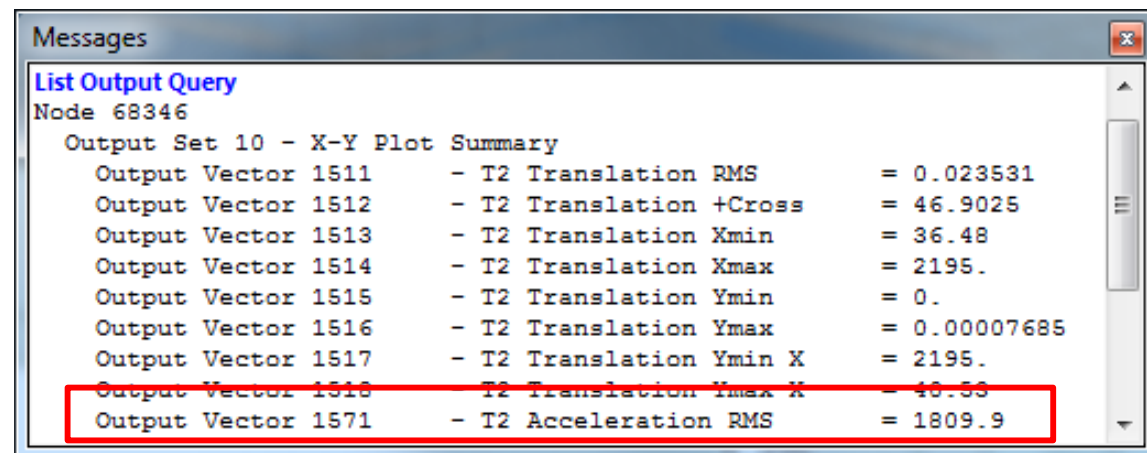 Messages
List Output Query
Node 68346
Output Set 10 - X-Y Plot Summary
Output Vector 1511 - T2 Translation RMS = 0.023531
Output Vector 1512 - T2 Translation +Cross = 46.9025
Output Vector 1513 - T2 Translation Xmin = 36.48
Output Vector 1514 - T2 Translation Xmax = 2195.
Output Vector 1515 - T2 Translation Ymin = 0.
Output Vector 1516 - T2 Translation Ymax = 0.00007685
Output Vector 1517 - T2 Translation Ymin X = 2195.
Output Vector 1518 - T2 Translation Ymax X = 40.53
Output Vector 1571 - T2 Acceleration RMS = 1809.9